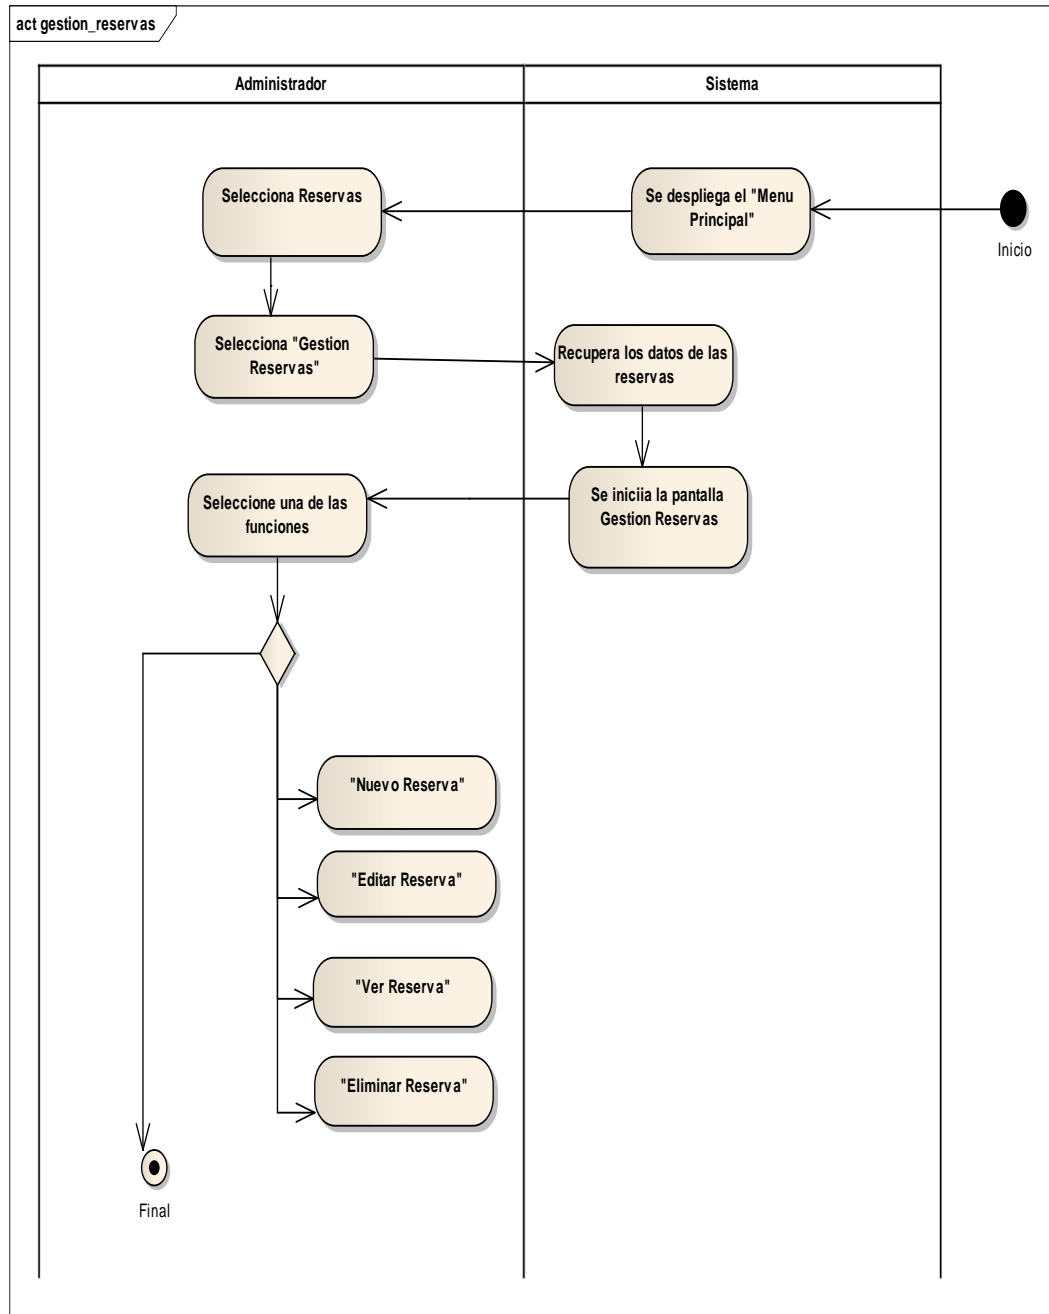 act gestion_reservas
Administrador
Sistema
Selecciona Reservas
Se despliega el "Menu
Principal"
Inicio
Selecciona "Gestion
Reservas"
Recupera los datos de las
reservas
Seleccione una de las
funciones
Se iniciia la pantalla
Gestion Reservas
"Nuevo Reserva"
"Editar Reserva"
"Ver Reserva"
"Eliminar Reserva"
Final